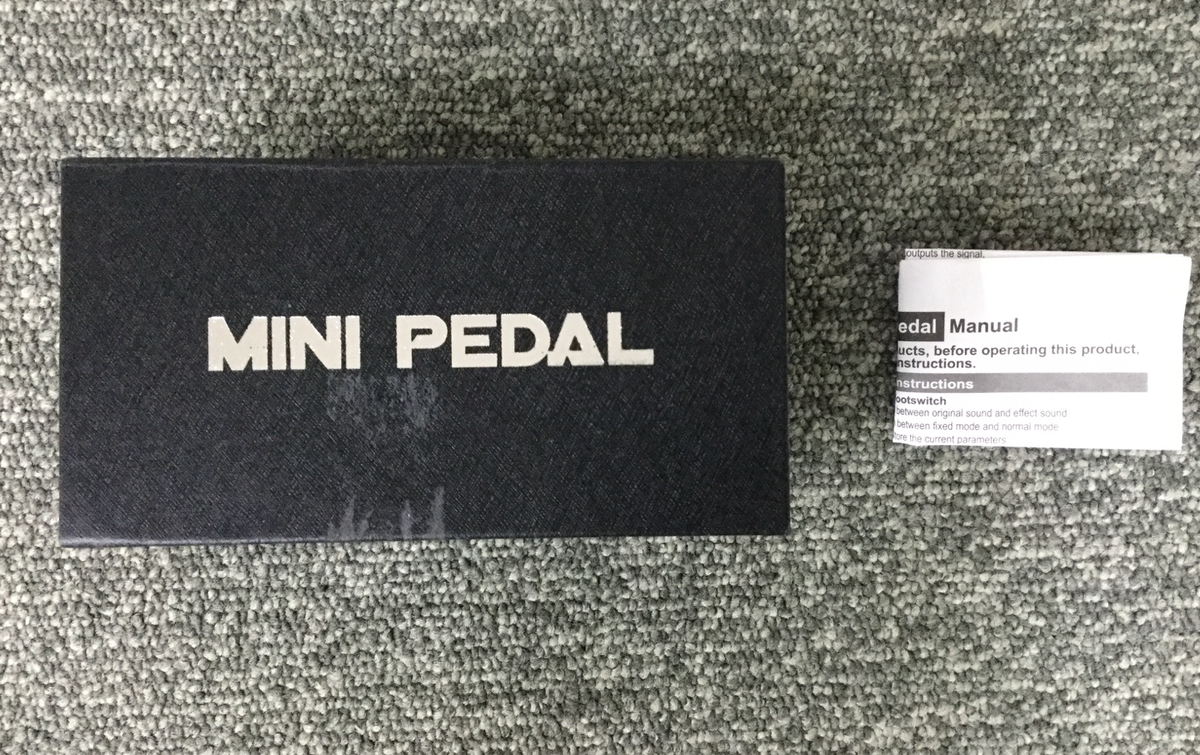 MINI PEDAL
outputs the signal.
edal Manual
ucts, before operating this product,
nstructions.
nstructions
ootswitch
between original sound and effect sound
between fixed mode and normal mode
ore the current parameters